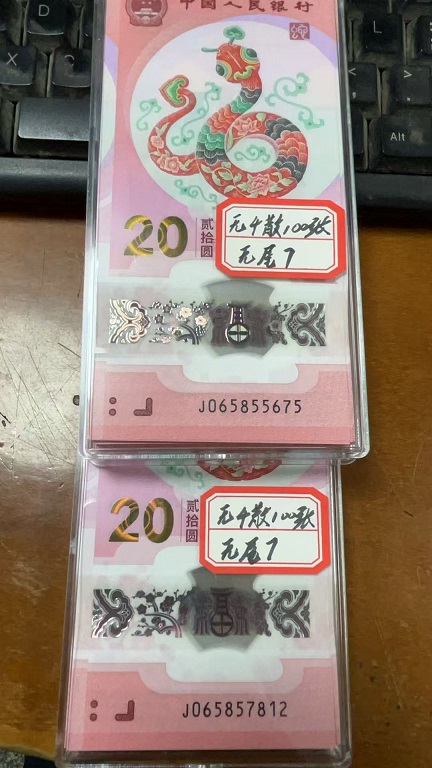 中国人民银行
20
贰拾圆
无4散100张
无尾7
J065855675
20
贰拾圆
无4散100张
无尾7
J065857812
D
X
C
L
<
>
Alt